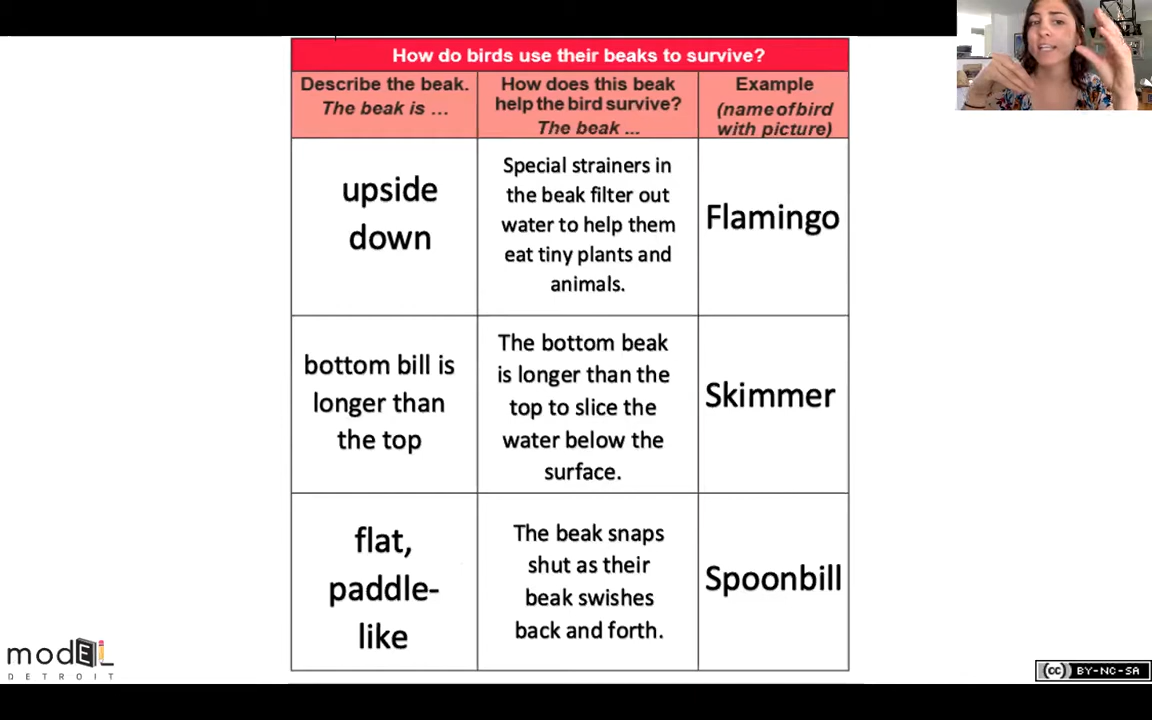 How do birds use their beaks to survive?
Describe the beak.
The beak is ...
How does this beak
help the bird survive?
The beak ...
Example
(name of bird
with picture)
upside
down
Special strainers in
the beak filter out
water to help them
eat tiny plants and
animals.
Flamingo
bottom bill is
longer than
the top
The bottom beak
is longer than the
top to slice the
water below the
surface.
Skimmer
flat,
paddle-
like
The beak snaps
shut as their
beak swishes
back and forth.
Spoonbill
modEL
DETROIT
cc BY-NC-SA